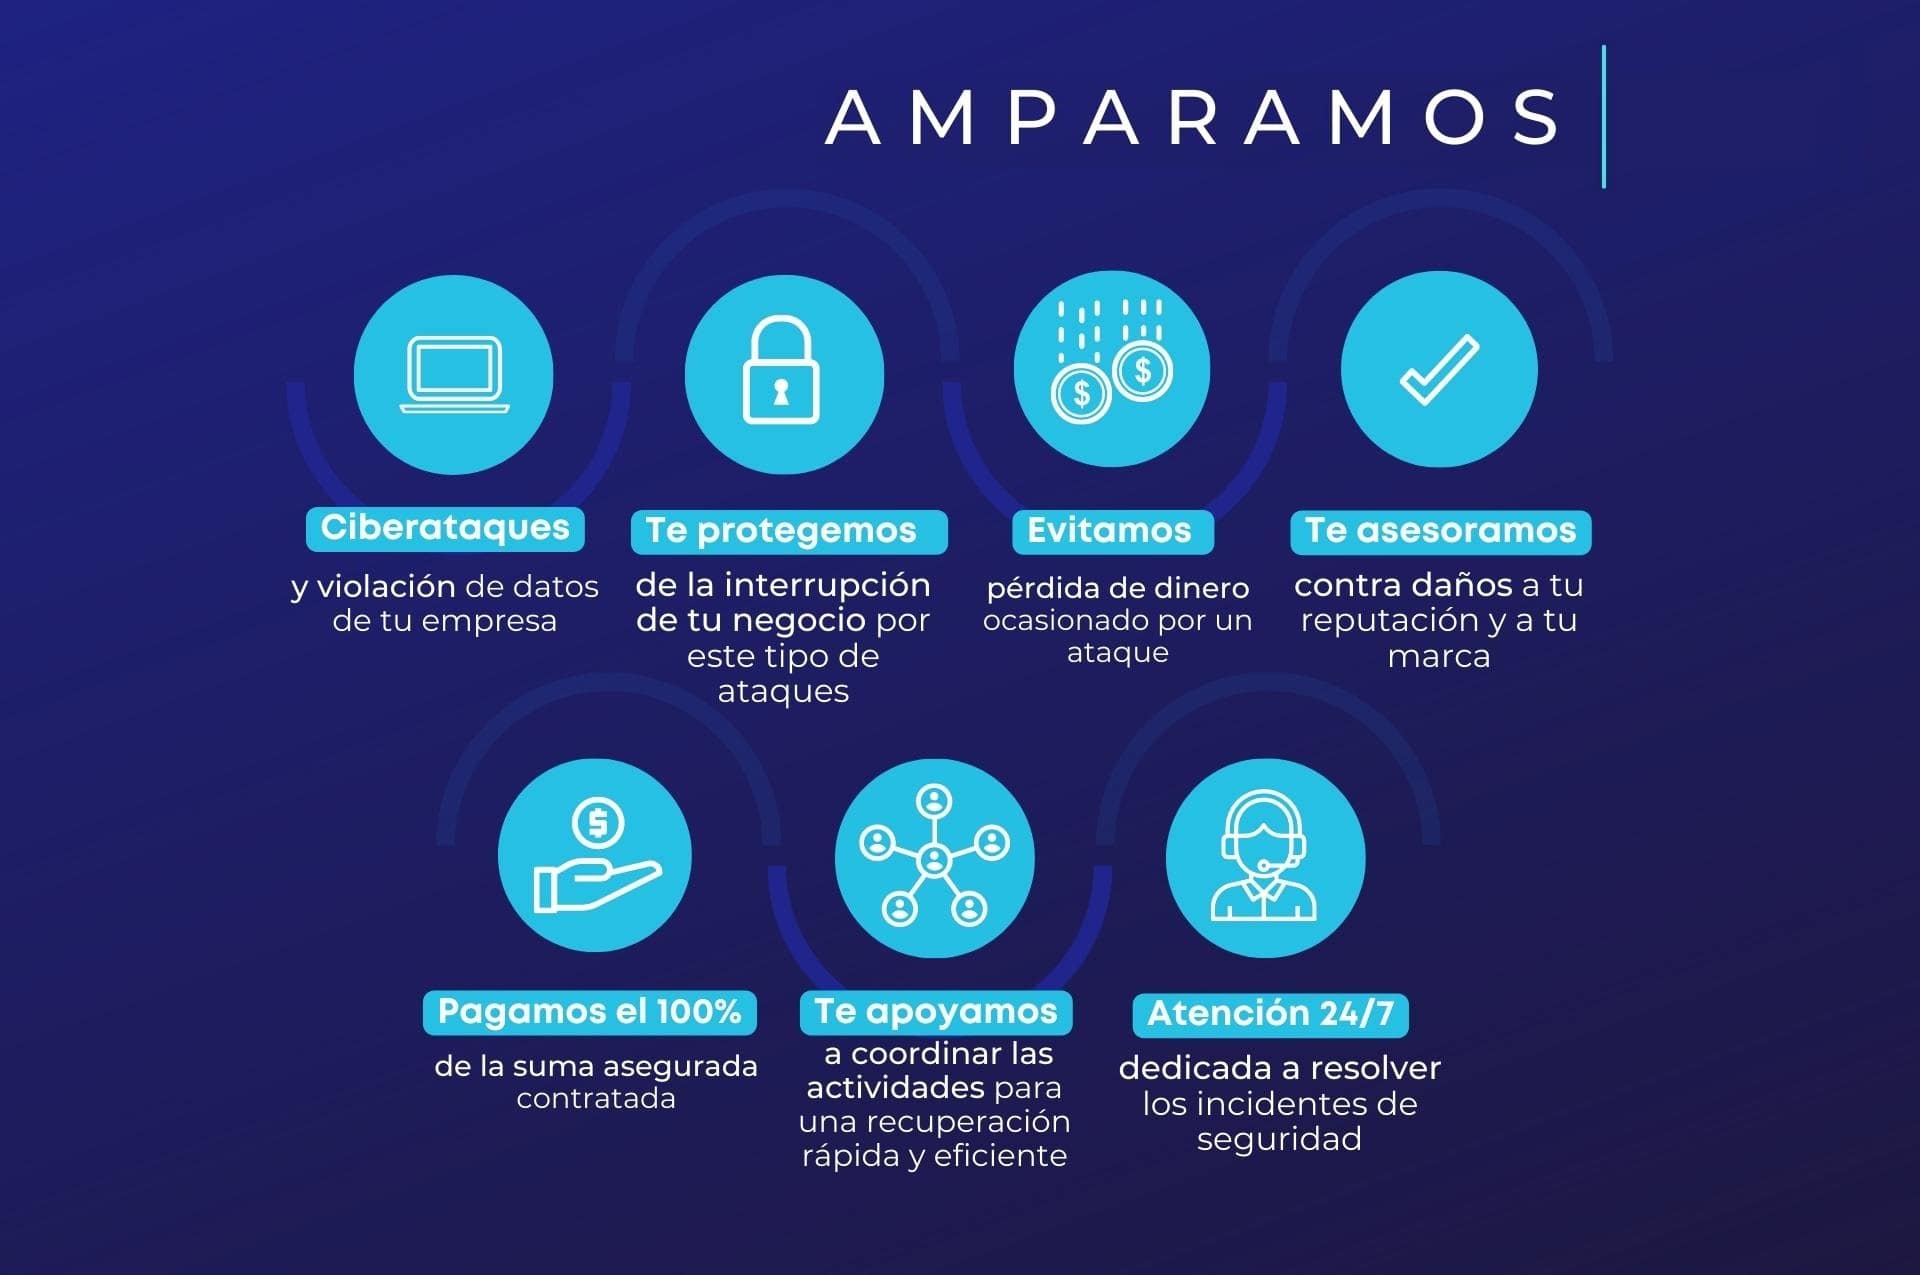 AMPARAMOS
Ciberataques
y violación de datos
de tu empresa
Te protegemos
de la interrupción
de tu negocio por
este tipo de
ataques
Evitamos
pérdida de dinero
ocasionado por un
ataque
Te asesoramos
contra daños a tu
reputación y a tu
marca
Pagamos el 100%
de la suma asegurada
contratada
Te apoyamos
a coordinar las
actividades para
una recuperación
rápida y eficiente
Atención 24/7
dedicada a resolver
los incidentes de
seguridad